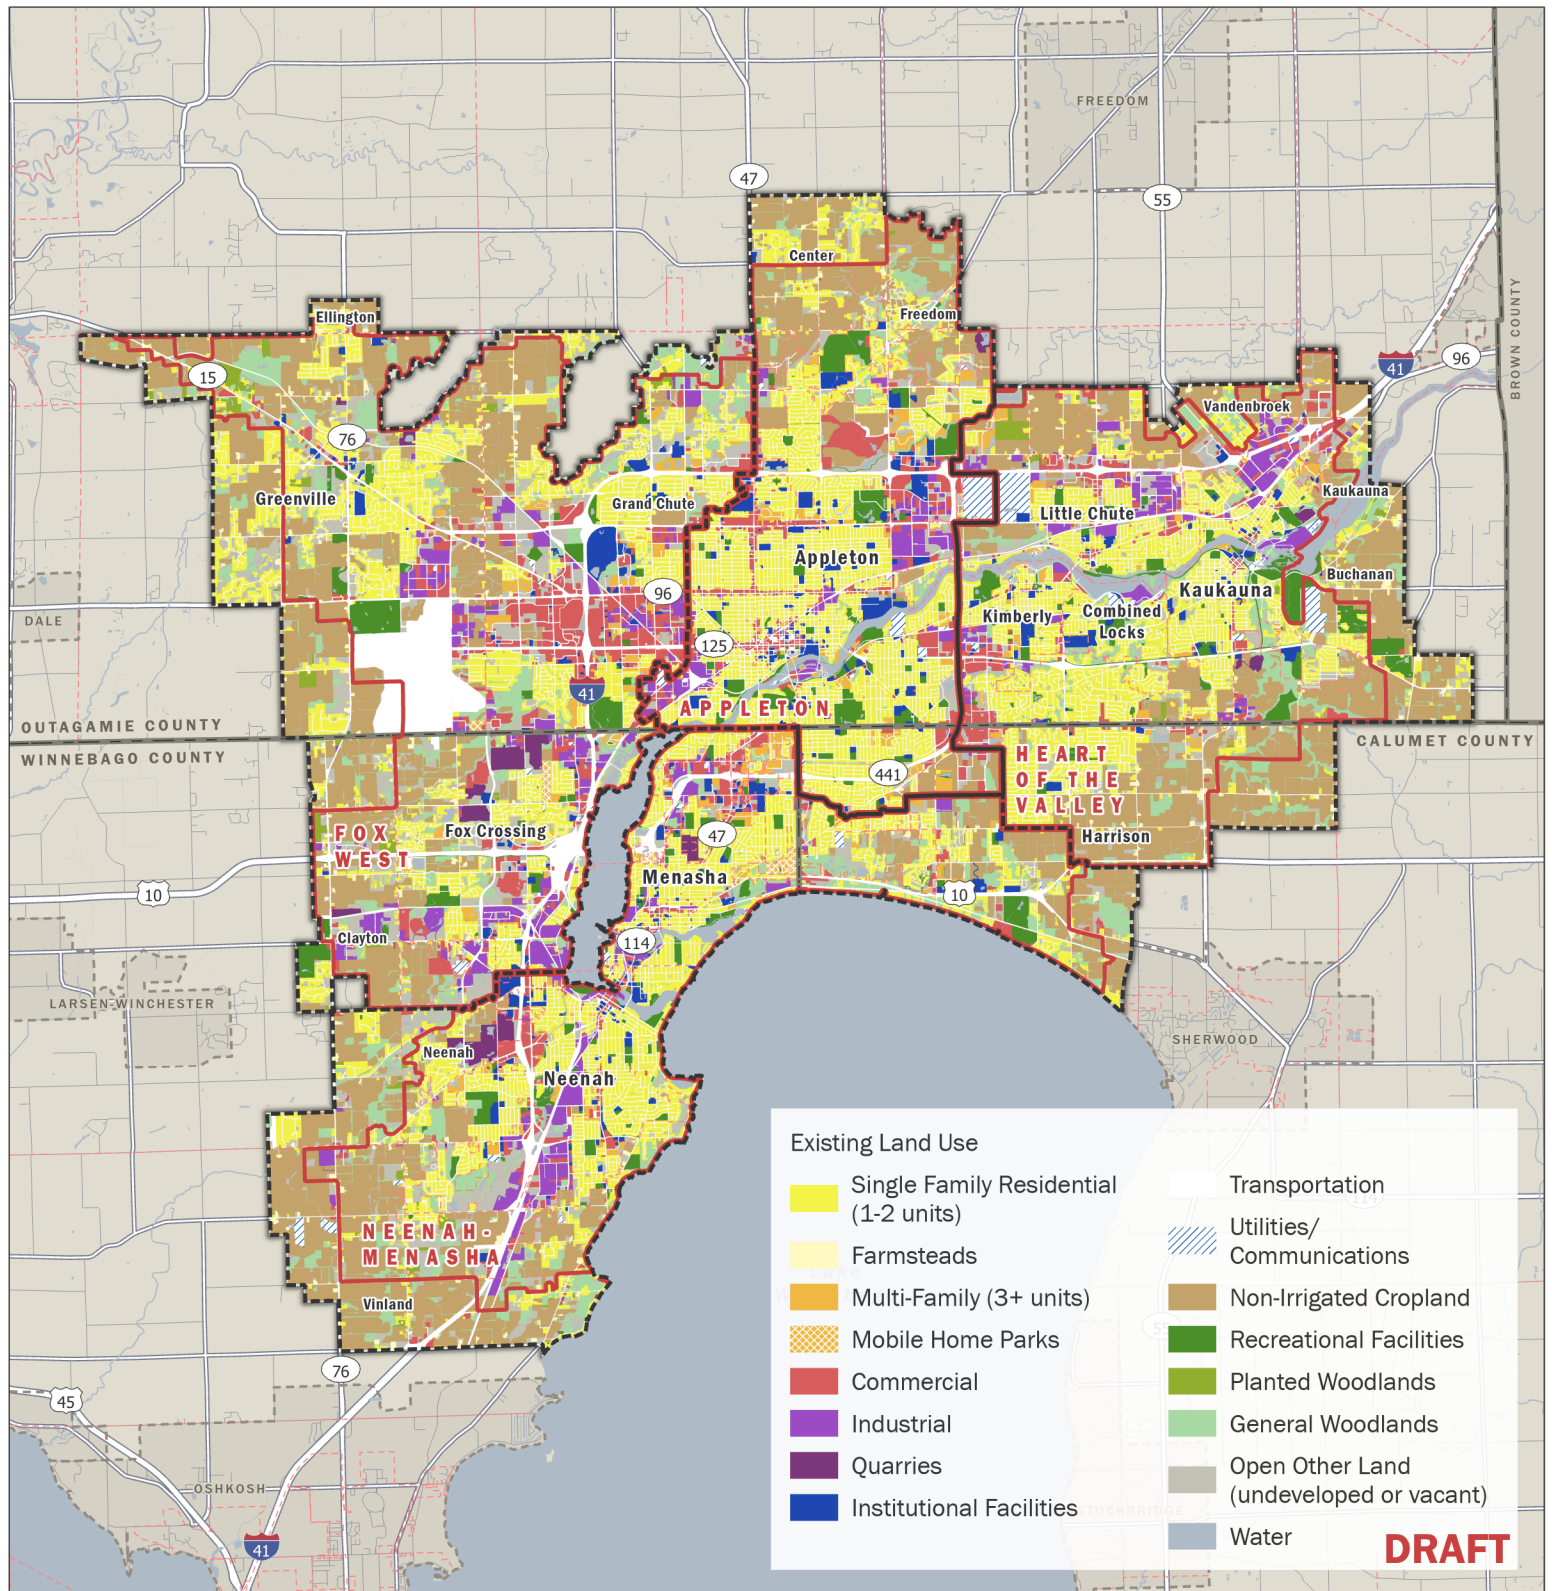 FREEDOM
47
55
Center
Freedom
Ellington
BROWN COUNTY
41
96
15
Vandenbroek
76
Greenville
Grand Chute
Kaukauna
Little Chute
Appleton
Buchanan
96
Kaukauna
DALE
Kimberly
Combined
Locks
125
41
APPLETON
OUTAGAMIE COUNTY
WINNEBAGO COUNTY
CALUMET COUNTY
HEART
OF THE
VALLEY
441
FOX
WEST
Fox Crossing
47
Harrison
Menasha
10
10
Clayton
114
LARSEN-WINCHESTER
SHERWOOD
Neenah
Neenah
NEENAH-
MENASHA
Vinland
76
45
OSHKOSH
41
Existing Land Use
Single Family Residential
(1-2 units)
Farmsteads
Multi-Family (3+ units)
Mobile Home Parks
Commercial
Industrial
Quarries
Institutional Facilities
Transportation
114
Utilities/
Communications
Non-Irrigated Cropland
55
Recreational Facilities
Planted Woodlands
General Woodlands
Open Other Land
(undeveloped or vacant)
STOCKBRIDGE
Water
DRAFT